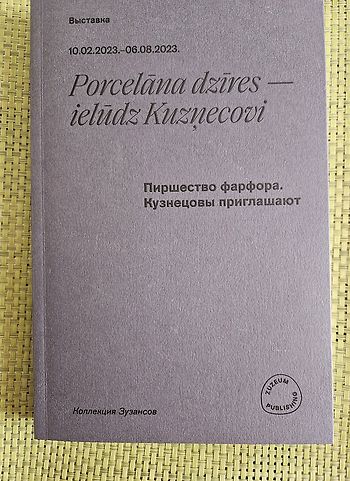 Выставка
10.02.2023.–06.08.2023.
Porcelāna dzīres —
ielūdz Kuzņecovi
Пиршество фарфора.
Кузнецовы приглашают
ZUZEUM
PUBLISHING
Коллекция Зузансов